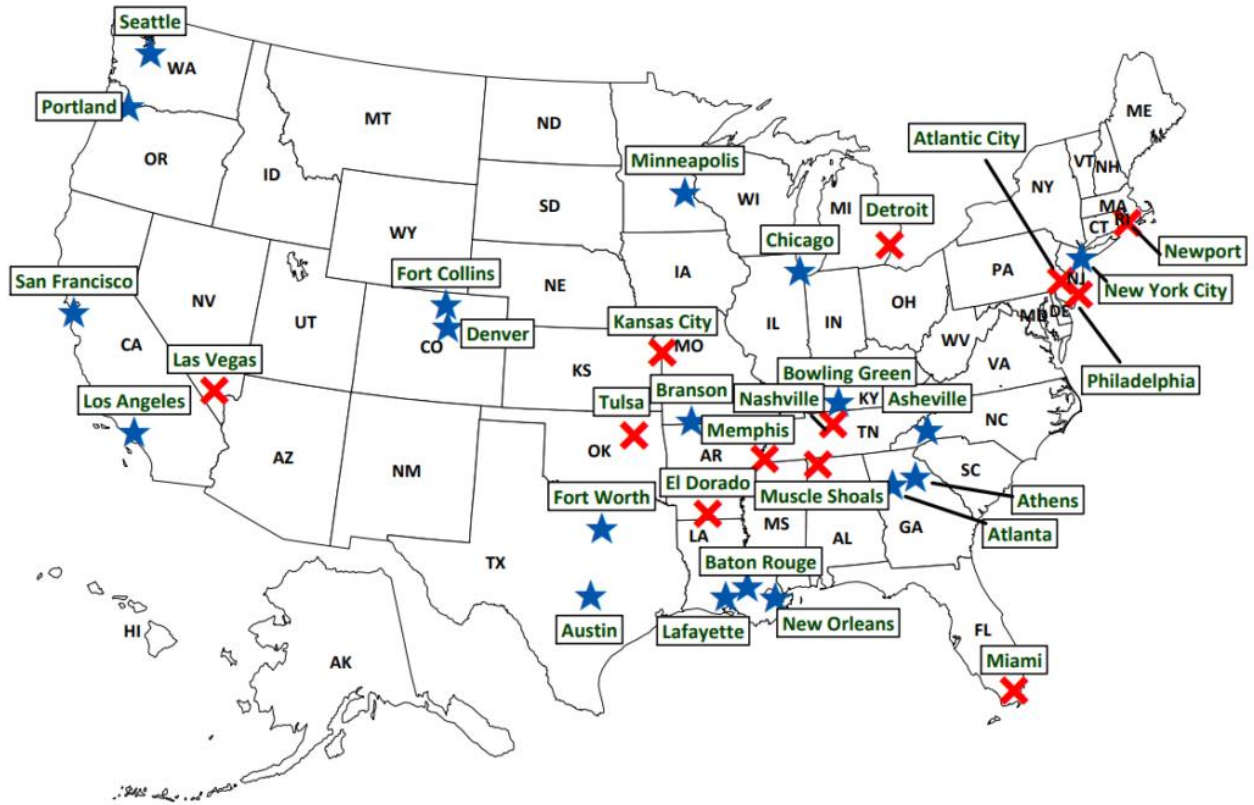 Seattle
WA
Portland
OR
ID
MT
ND
SD
WY
NE
Minneapolis
WI
MI
Detroit
Chicago
IA
IL
IN
OH
Atlantic City
NY
VT
NH
ME
MA
CT
RI
Newport
New York City
PA
NJ
MD
DE
Philadelphia
WV
VA
San Francisco
NV
CA
UT
Fort Collins
Denver
CO
Las Vegas
Los Angeles
AZ
NM
KS
Kansas City
MO
Tulsa
OK
Branson
Nashville
Bowling Green
KY
Asheville
TN
NC
Memphis
AR
El Dorado
Muscle Shoals
SC
Athens
Atlanta
GA
AL
MS
LA
Fort Worth
TX
Austin
Baton Rouge
Lafayette
New Orleans
FL
Miami
HI
AK